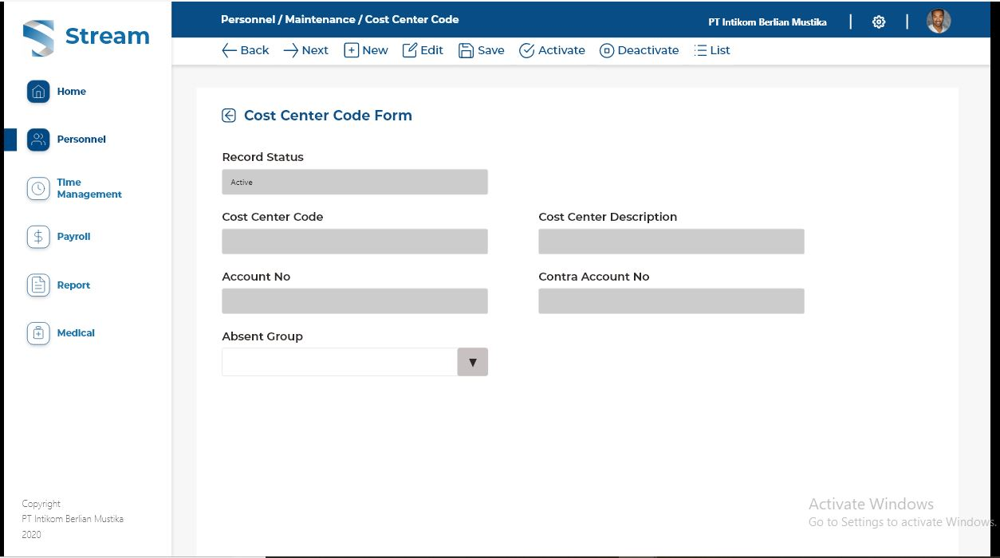 Stream
Personnel / Maintenance / Cost Center Code
PT Intikom Berlian Mustika
Back Next New Edit Save Activate Deactivate List
Home
Personnel
Time
Management
Payroll
Report
Medical
Cost Center Code Form
Record Status
Active
Cost Center Code Cost Center Description
Account No Contra Account No
Absent Group
Copyright
PT Intikom Berlian Mustika
2020
Activate Windows
Go to Settings to activate Windows.